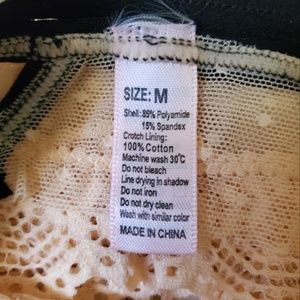 SIZE: M
Shell: 85% Polyamide
15% Spandex
Crotch Lining:
100% Cotton
Machine wash 30°C
Do not bleach
Line drying in shadow
Do not iron
Do not dry clean
Wash with similar color
MADE IN CHINA